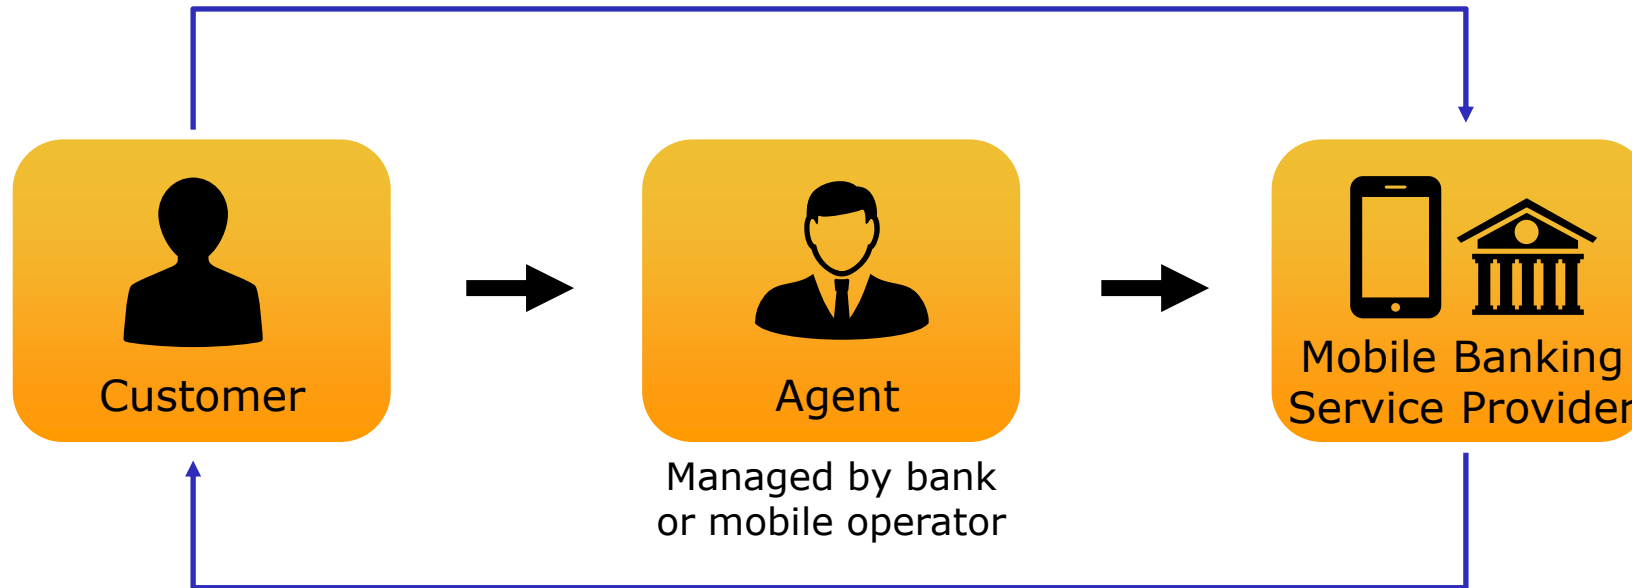 Customer
Agent
Mobile Banking
Service Provider
Managed by bank
or mobile operator